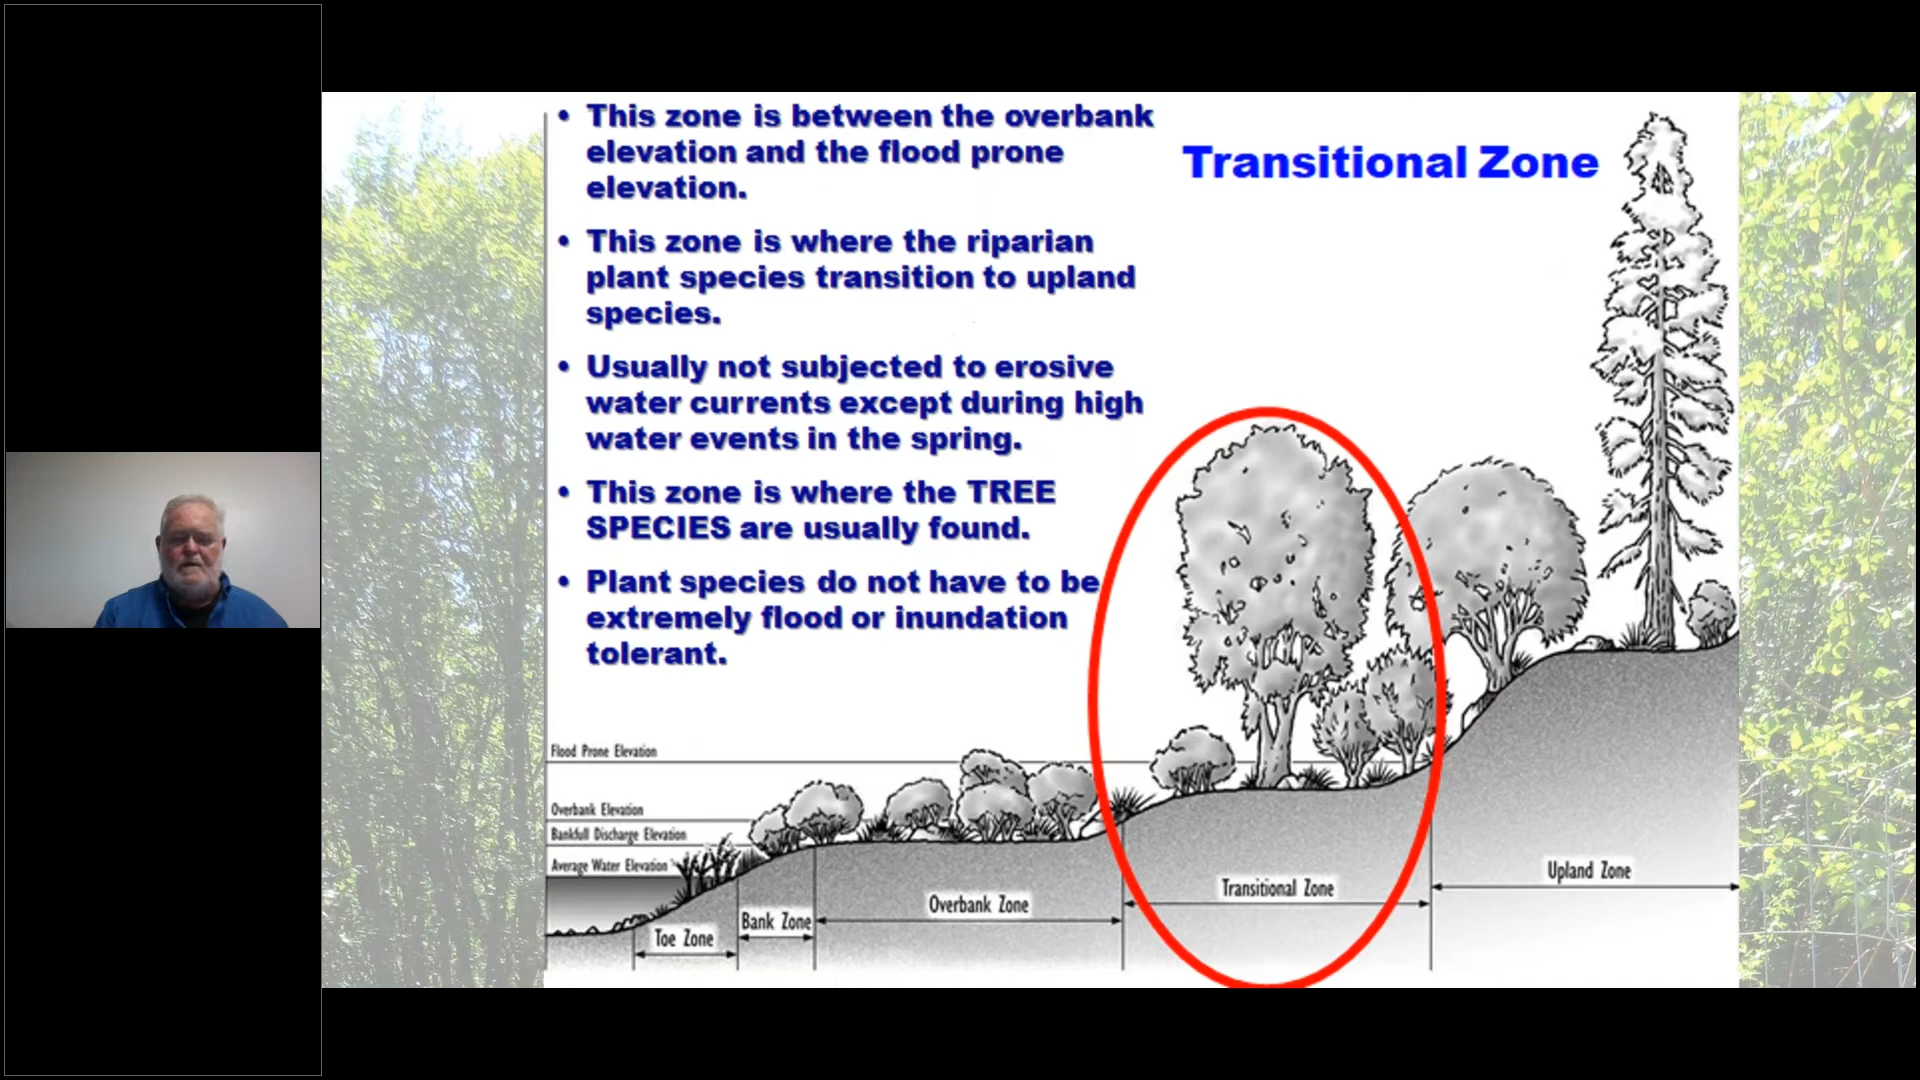 • This zone is between the overbank
elevation and the flood prone
elevation.
• This zone is where the riparian
plant species transition to upland
species.
• Usually not subjected to erosive
water currents except during high
water events in the spring.
• This zone is where the TREE
SPECIES are usually found.
• Plant species do not have to be
extremely flood or inundation
tolerant.
Transitional Zone
Flood Prone Elevation
Overbank Elevation
Bankfull Discharge Elevation
Average Water Elevation
Toe Zone
Bank Zone
Overbank Zone
Transitional Zone
Upland Zone